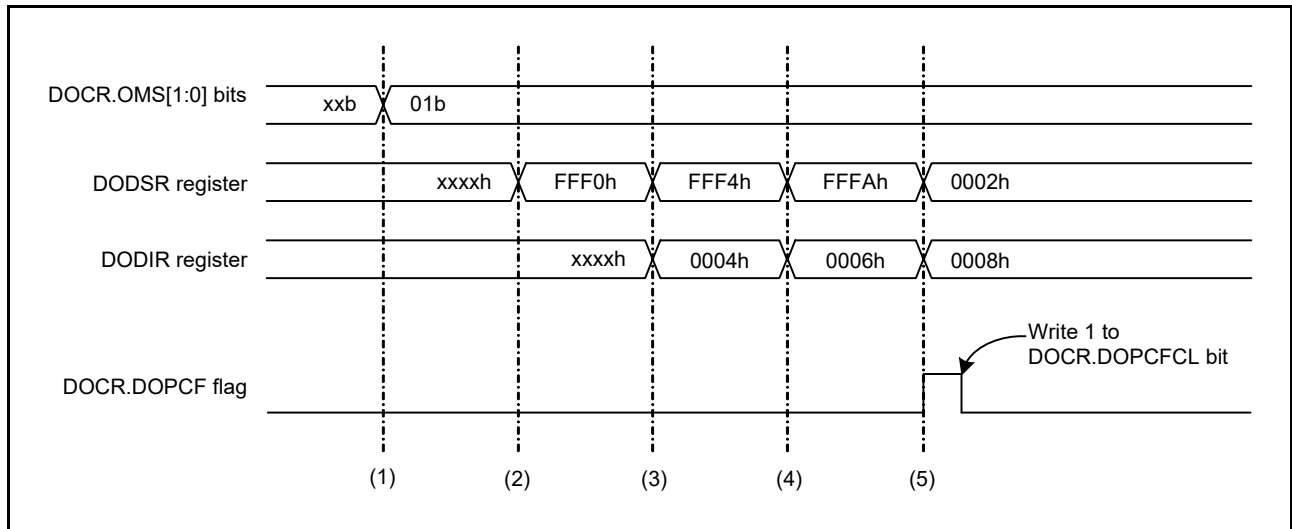 DOCR.OMS[1:0] bits xxb 01b
DODSR register xxxxh FFF0h FFF4h FFFAh 0002h
DODIR register xxxxh 0004h 0006h 0008h
Write 1 to
DOCR.DOPCFCL bit
DOCR.DOPCF flag
(1) (2) (3) (4) (5)